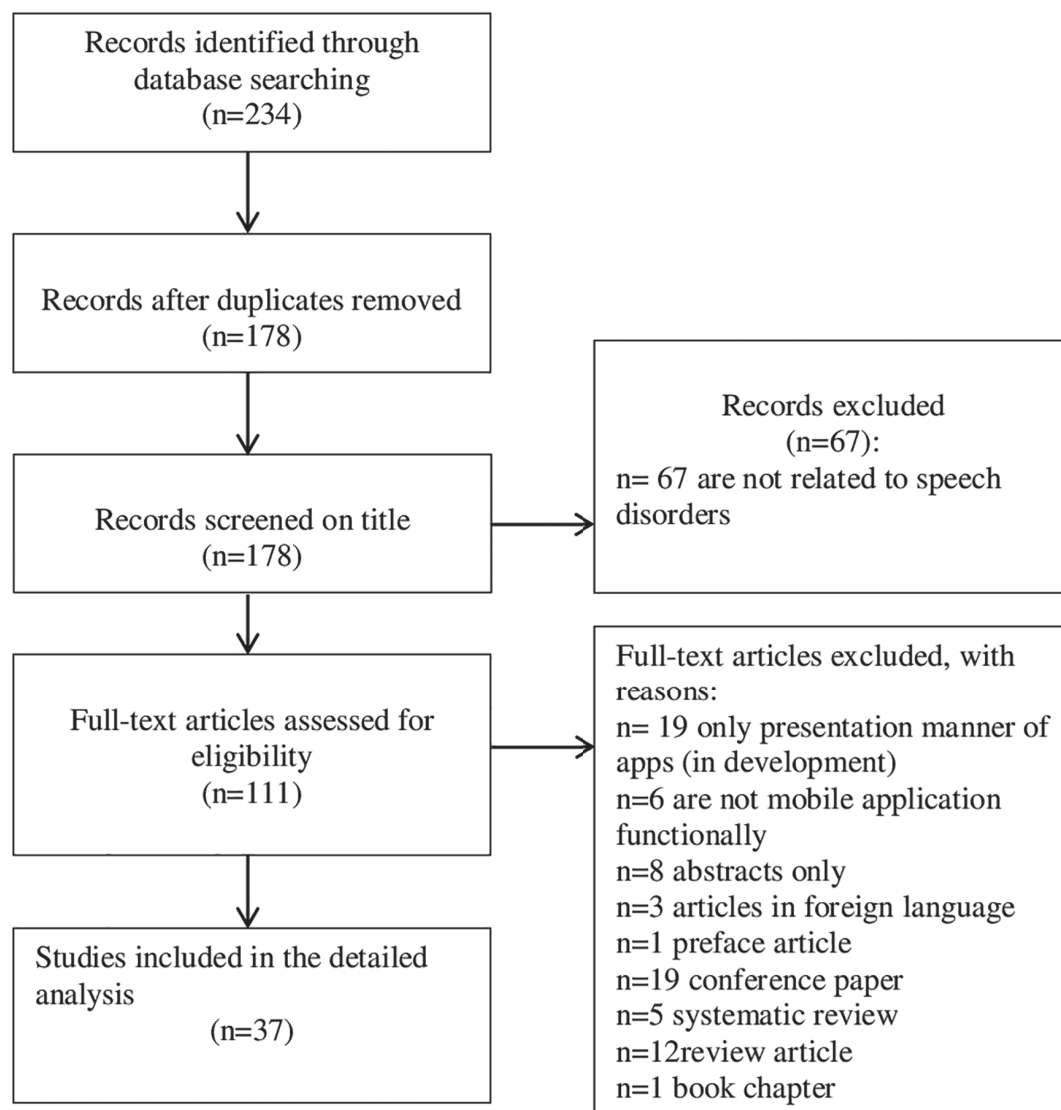 Records identified through
database searching
(n=234)
Records after duplicates removed
(n=178)
Records screened on title
(n=178)
Records excluded
(n=67):
n= 67 are not related to speech
disorders
Full-text articles assessed for
eligibility
(n=111)
Full-text articles excluded, with
reasons:
n= 19 only presentation manner of
apps (in development)
n=6 are not mobile application
functionally
n=8 abstracts only
n=3 articles in foreign language
n=1 preface article
n=19 conference paper
n=5 systematic review
n=12review article
n=1 book chapter
Studies included in the detailed
analysis
(n=37)